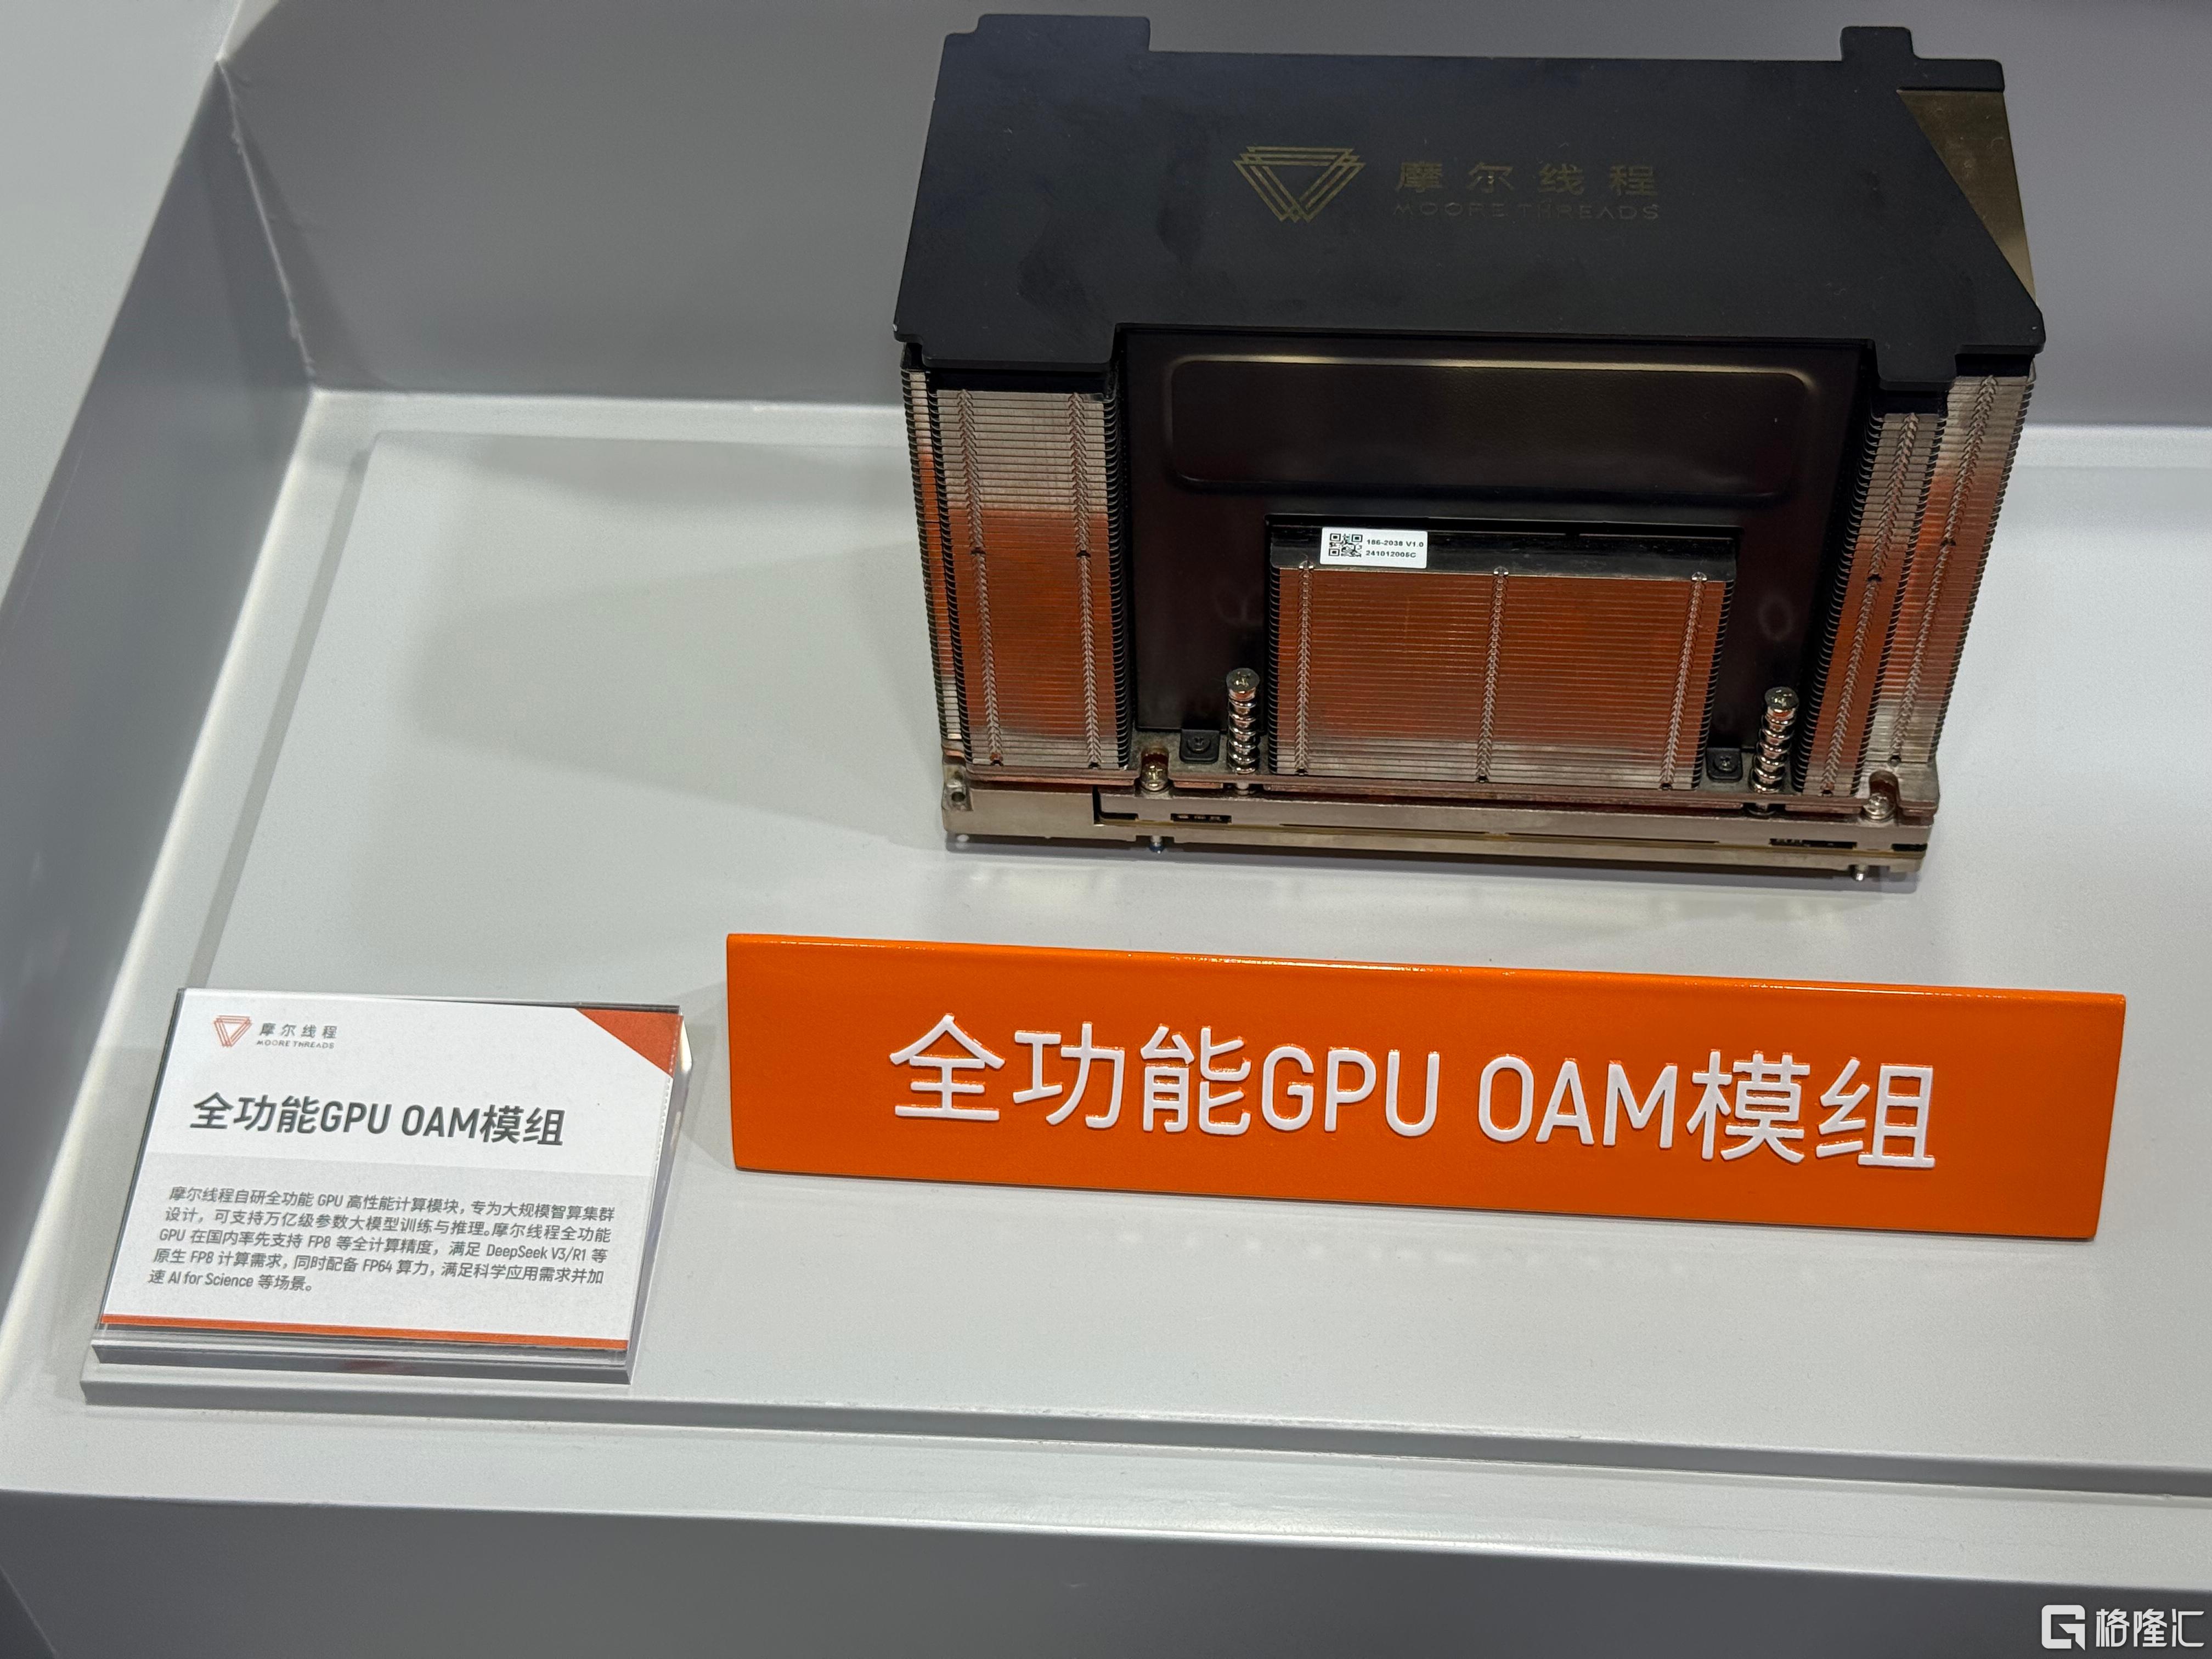 摩尔线程
MOORE THREADS
186-2038 V1.0
241012005C
摩尔线程
MOORE THREADS
全功能GPU OAM模组
摩尔线程自研全功能 GPU 高性能计算模块，专为大规模智算集群
设计，可支持万亿级参数大模型训练与推理。摩尔线程全功能
GPU 在国内率先支持 FP8 等全计算精度，满足 DeepSeek V3/R1 等
原生 FP8 计算需求，同时配备 FP64 算力，满足科学应用需求并加
速 AI for Science 等场景。
全功能GPU OAM模组
格隆汇